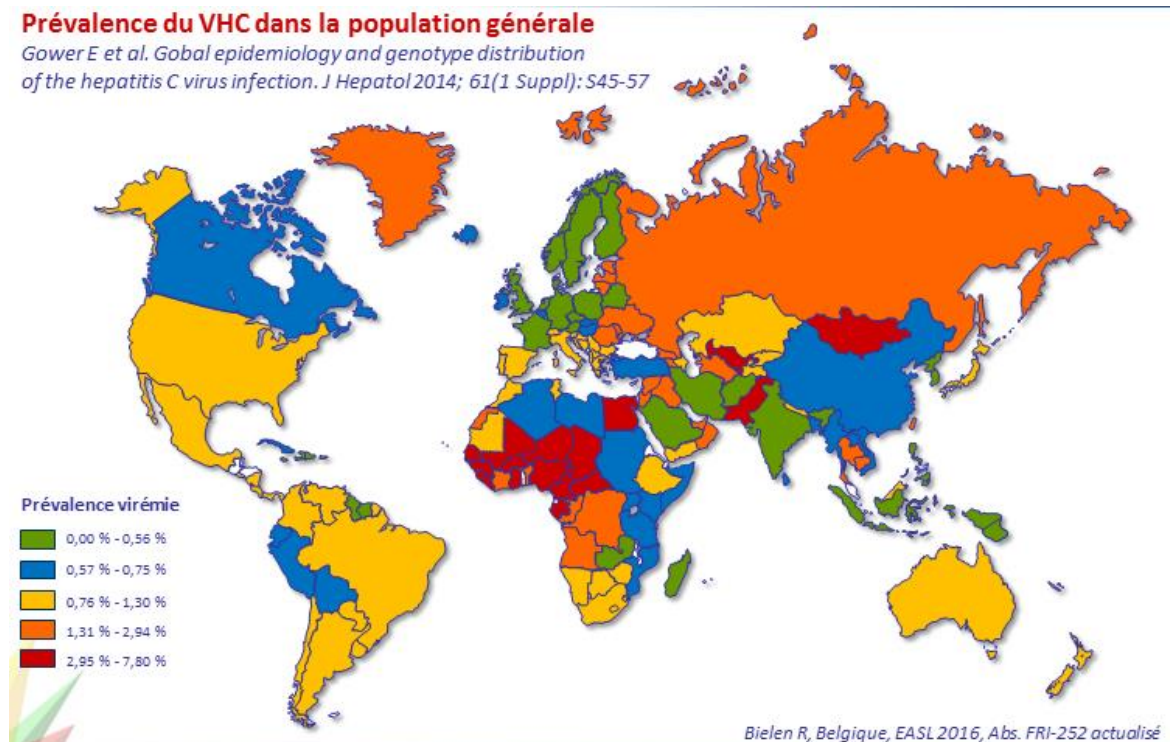 Prévalence du VHC dans la population générale
Gower E et al. Gobal epidemiology and genotype distribution
of the hepatitis C virus infection. J Hepatol 2014; 61(1 Suppl): S45-57
Prévalence virémie
0,00 % - 0,56 %
0,57 % - 0,75 %
0,76 % - 1,30 %
1,31 % - 2,94 %
2,95 % - 7,80 %
Bielen R, Belgique, EASL 2016, Abs. FRI-252 actualisé